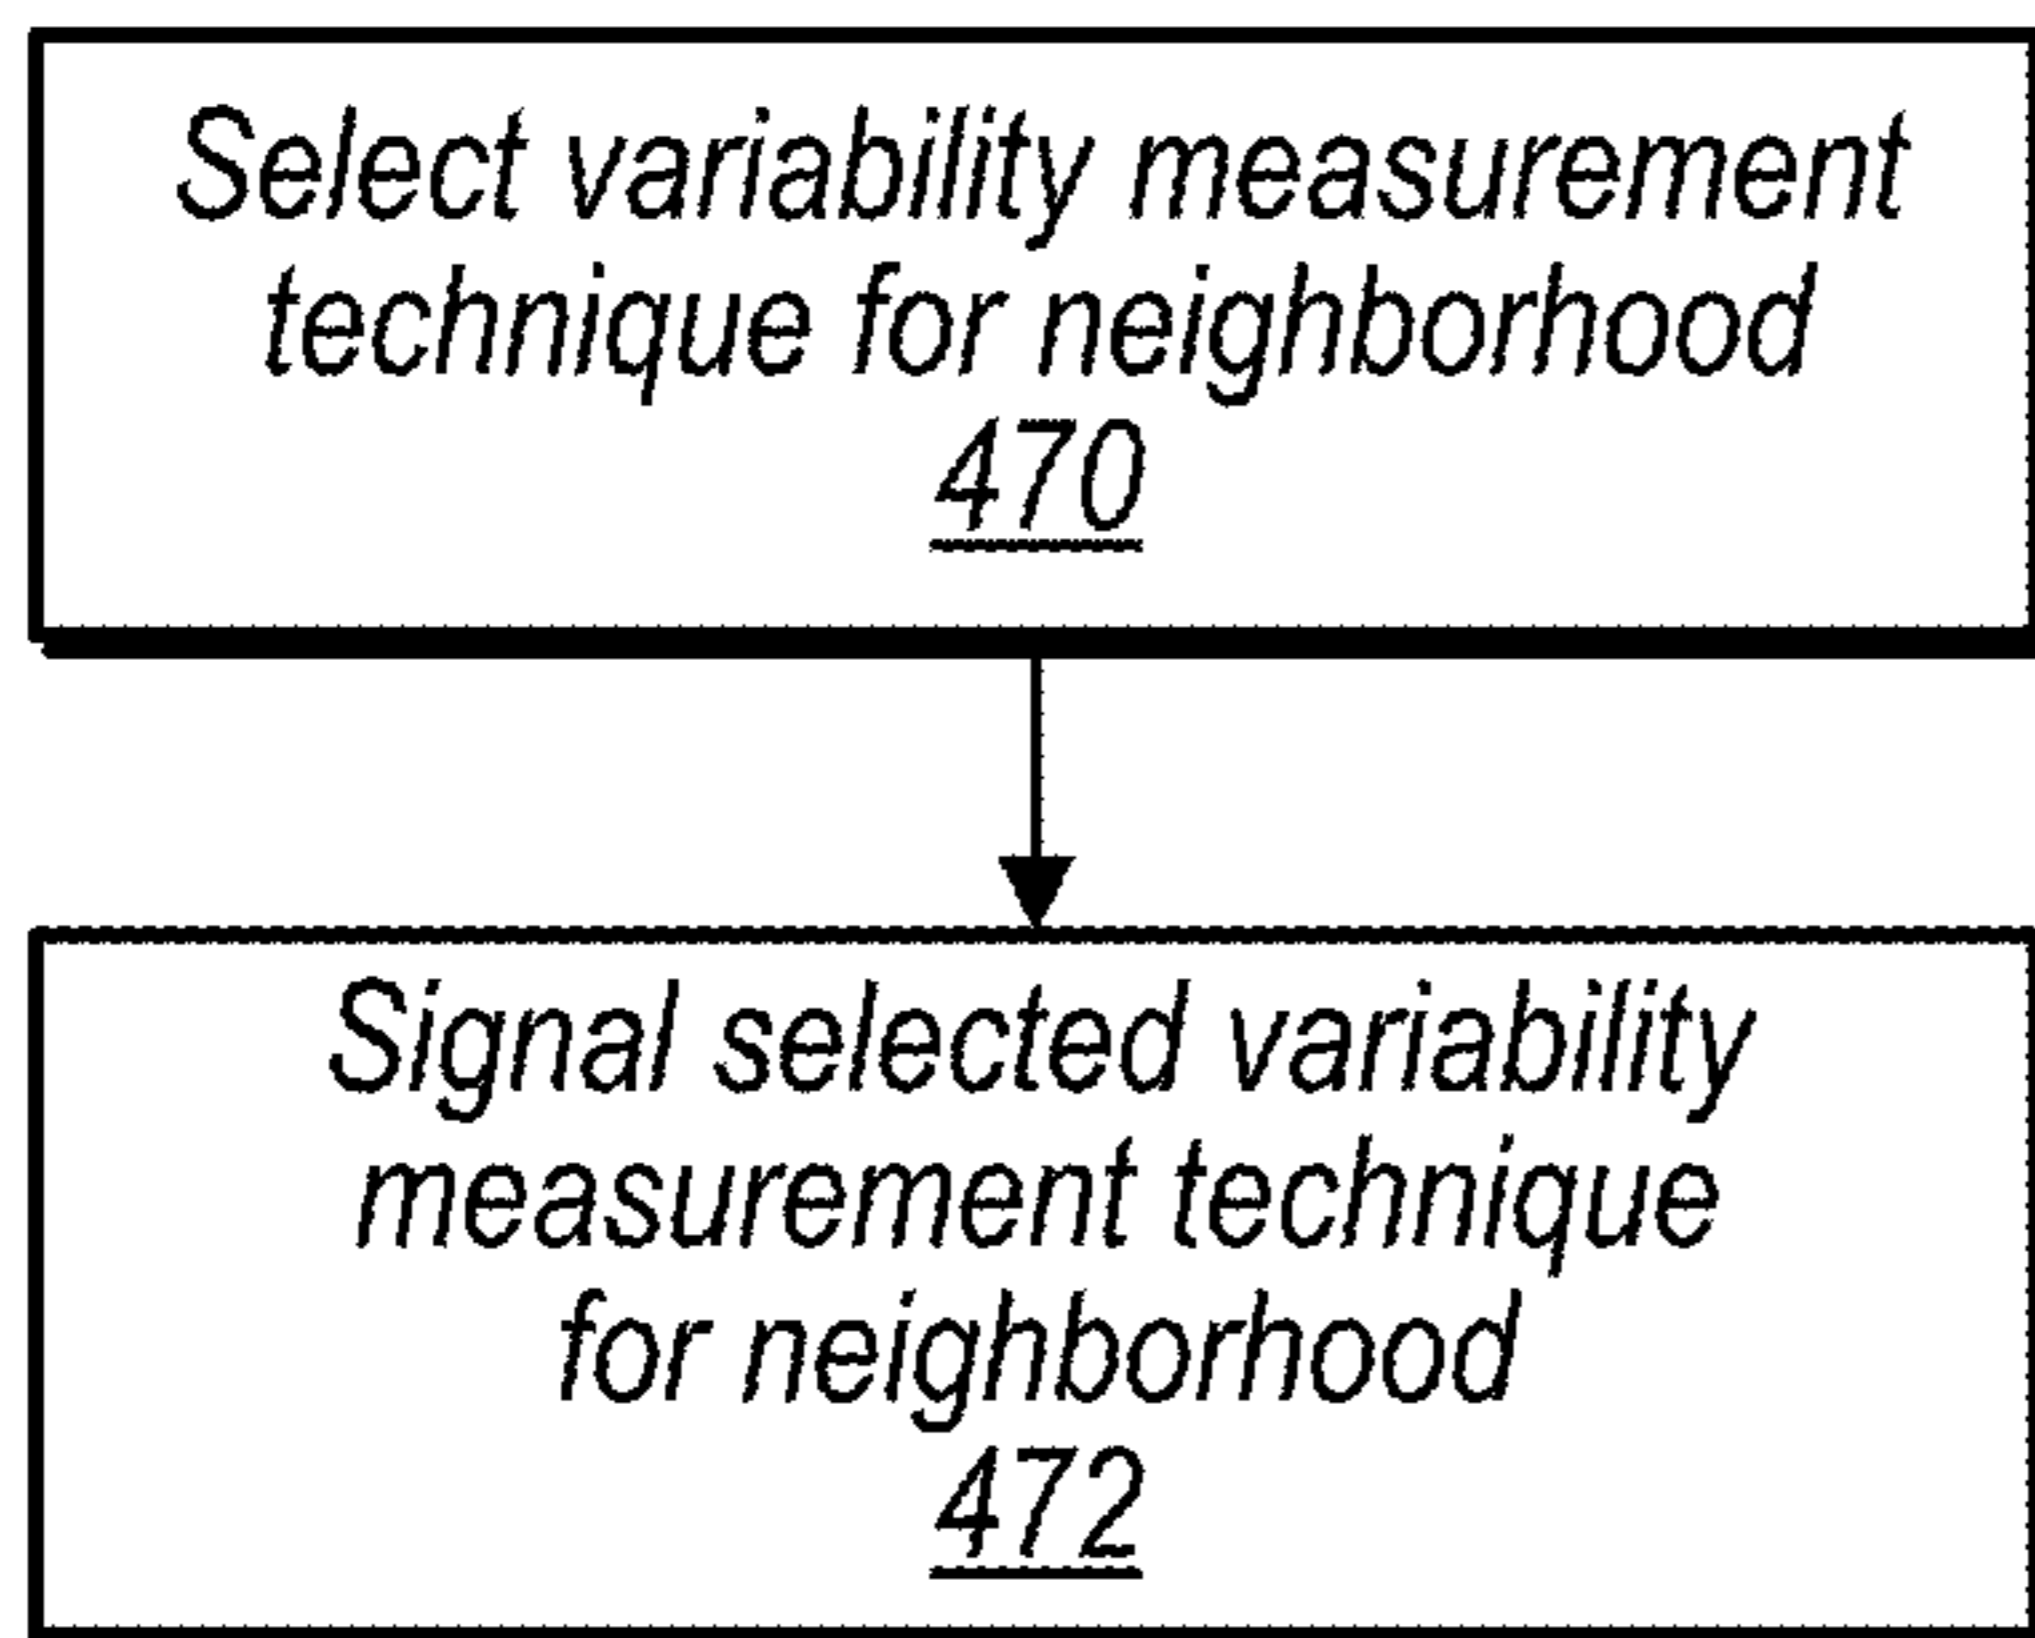 Select variability measurement
technique for neighborhood
470
Signal selected variability
measurement technique
for neighborhood
472